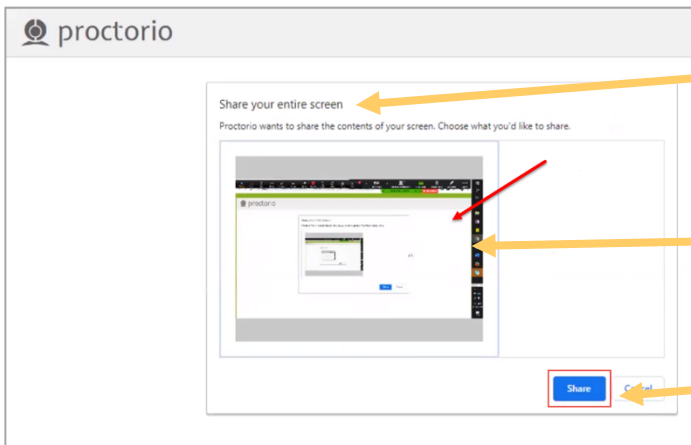 proctorio
Share your entire screen
Proctorio wants to share the contents of your screen. Choose what you'd like to share.
proctorio
Share